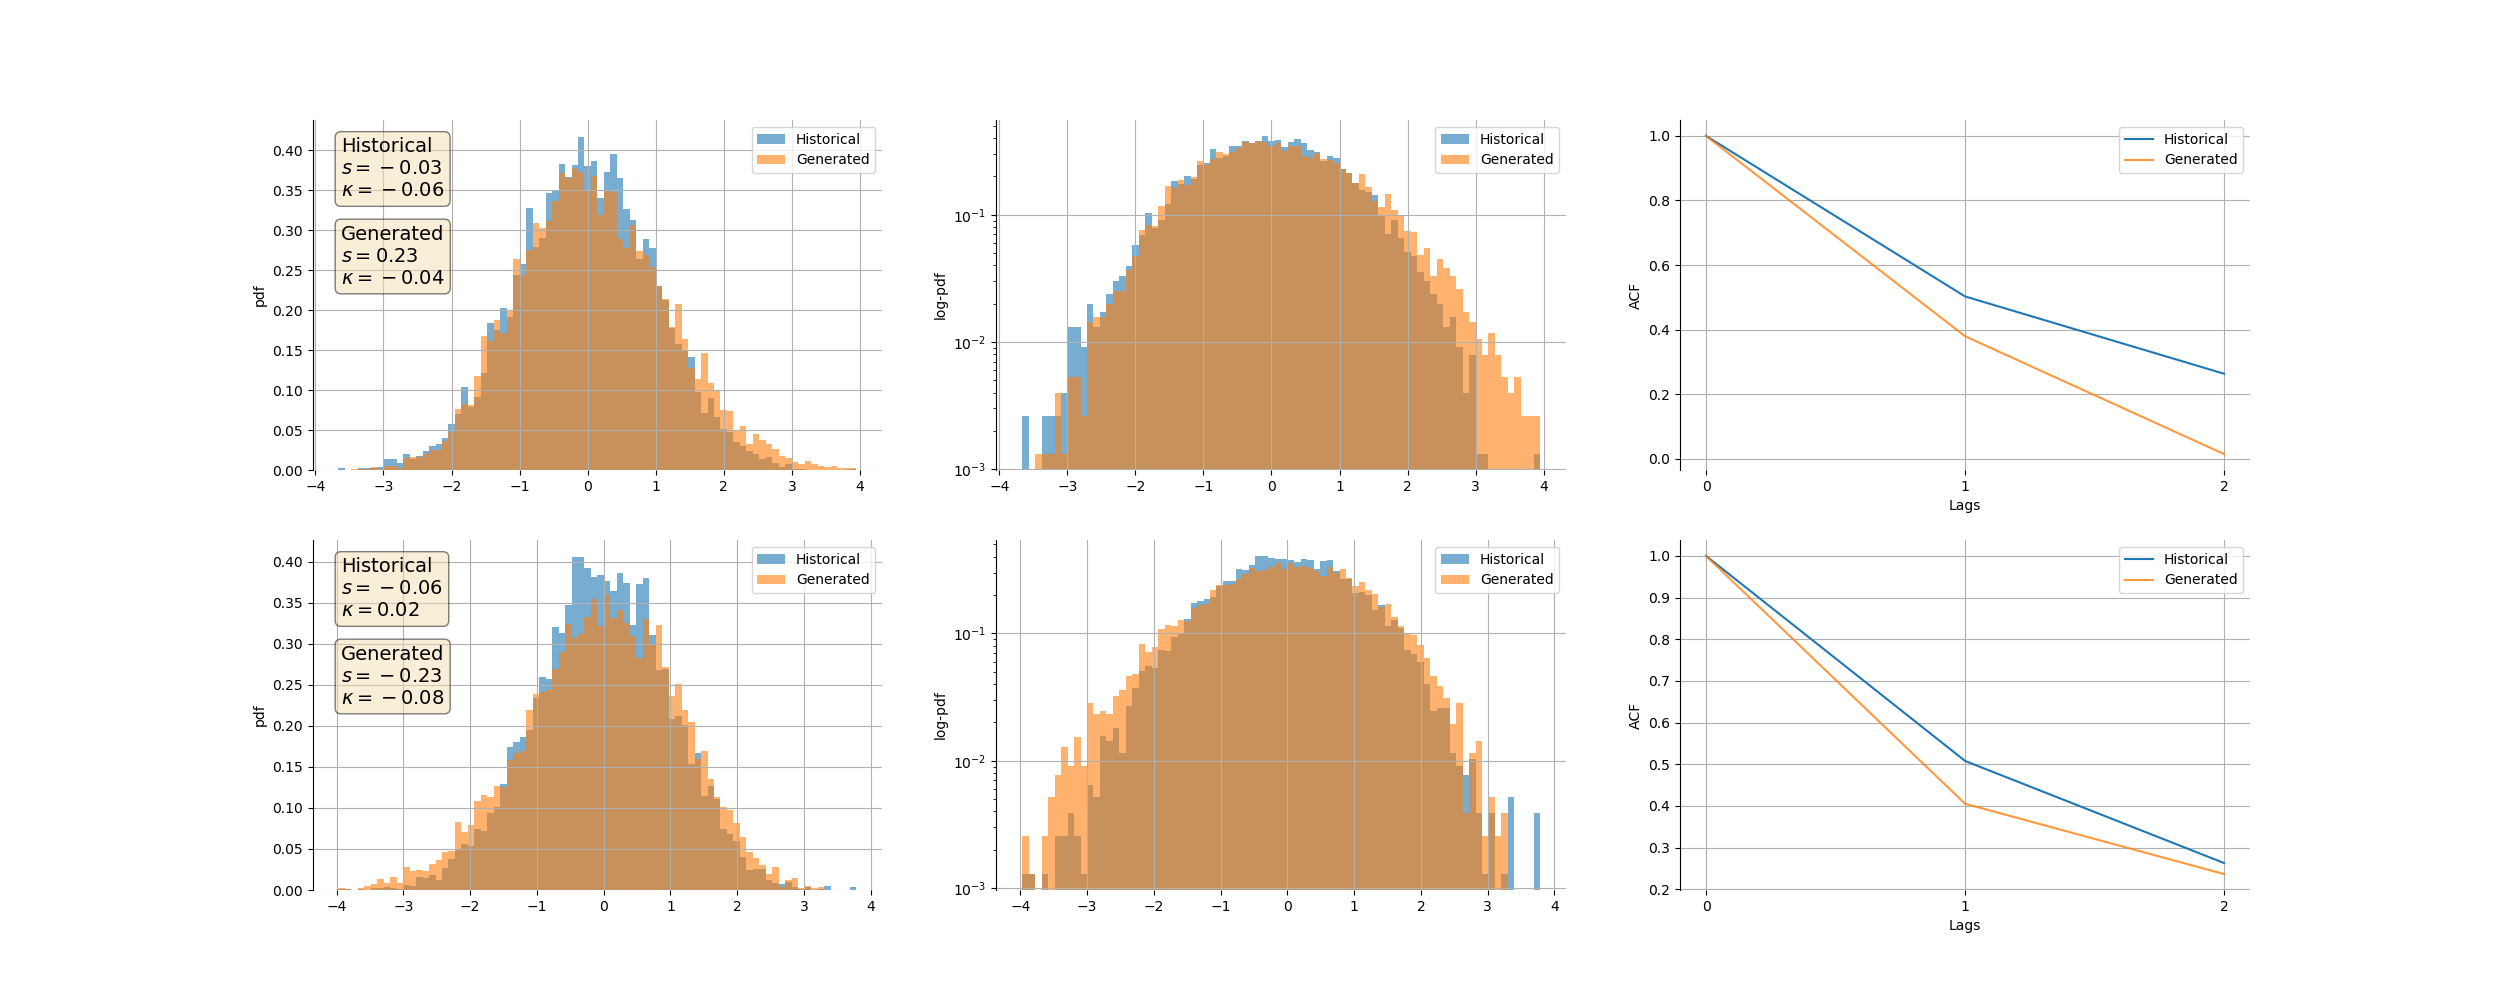 Historical
s = −0.03
κ = −0.06
Generated
s = 0.23
κ = −0.04
Historical
Generated
pdf
0.40
0.35
0.30
0.25
0.20
0.15
0.10
0.05
0.00
−4 −3 −2 −1 0 1 2 3 4
Historical
Generated
log-pdf
10−1
10−2
10−3
−4 −3 −2 −1 0 1 2 3 4
Historical
Generated
ACF
1.0
0.8
0.6
0.4
0.2
0.0
0 1 2
Lags
Historical
s = −0.06
κ = 0.02
Generated
s = −0.23
κ = −0.08
Historical
Generated
pdf
0.40
0.35
0.30
0.25
0.20
0.15
0.10
0.05
0.00
−4 −3 −2 −1 0 1 2 3 4
Historical
Generated
log-pdf
10−1
10−2
10−3
−4 −3 −2 −1 0 1 2 3 4
Historical
Generated
ACF
1.0
0.9
0.8
0.7
0.6
0.5
0.4
0.3
0.2
0 1 2
Lags